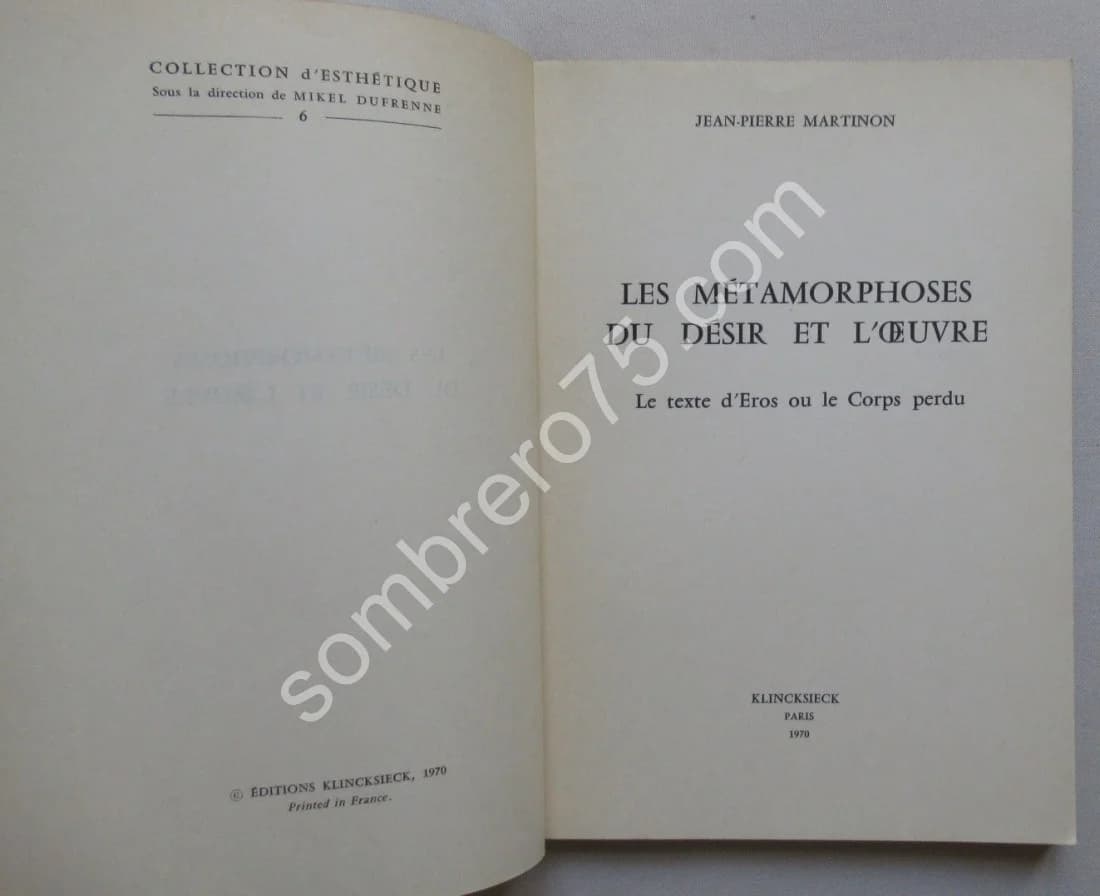 COLLECTION d'ESTHÉTIQUE
Sous la direction de MIKEL DUFRENNE
6
© ÉDITIONS KLINCKSIECK, 1970
Printed in France.
JEAN-PIERRE MARTINON
LES MÉTAMORPHOSES
DU DÉSIR ET L'ŒUVRE
Le texte d'Eros ou le Corps perdu
KLINCKSIECK
PARIS
1970
sombrero75.com